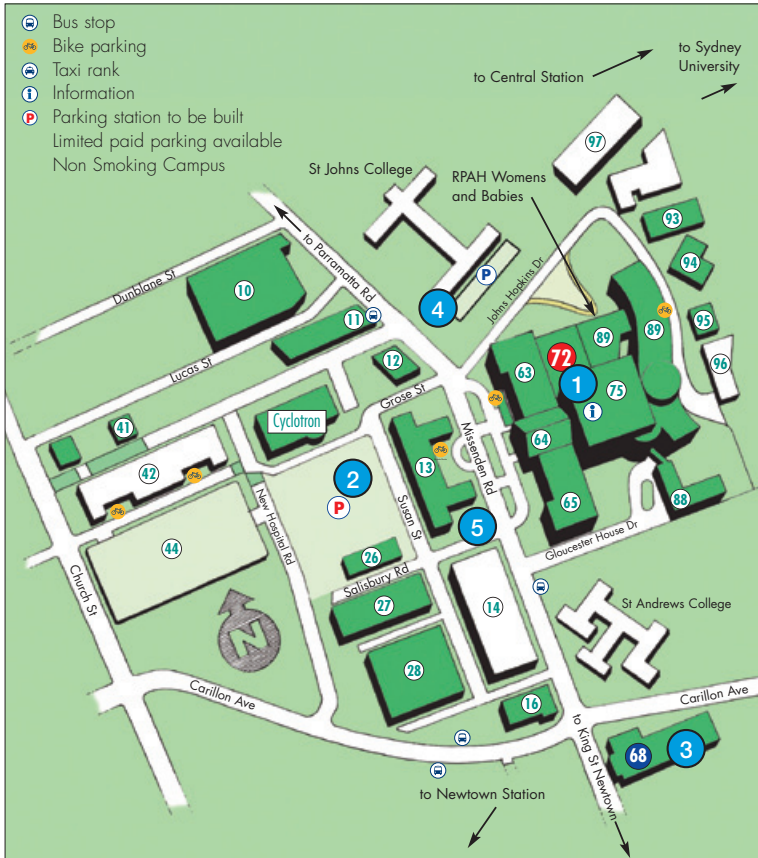 Bus stop
Bike parking
Taxi rank
Information
P Parking station to be built
Limited paid parking available
Non Smoking Campus
to Sydney
University
to Central Station
97
St Johns College
RPAH Womens
and Babies
93
94
to Parramatta Rd
Dunblane St
10
P
4
Johns Hopkins Dr
11
89
89
95
72
63
1
75
96
i
Lucas St
12
Grose St
Cyclotron
41
64
42
13
Missenden Rd
2
P
Susan St
65
88
5
New Hospital Rd
44
26
Gloucester House Dr
Salisbury Rd
Church St
27
14
St Andrews College
N
28
16
Carillon Ave
Carillon Ave
68
3
to King St Newtown
to Newtown Station